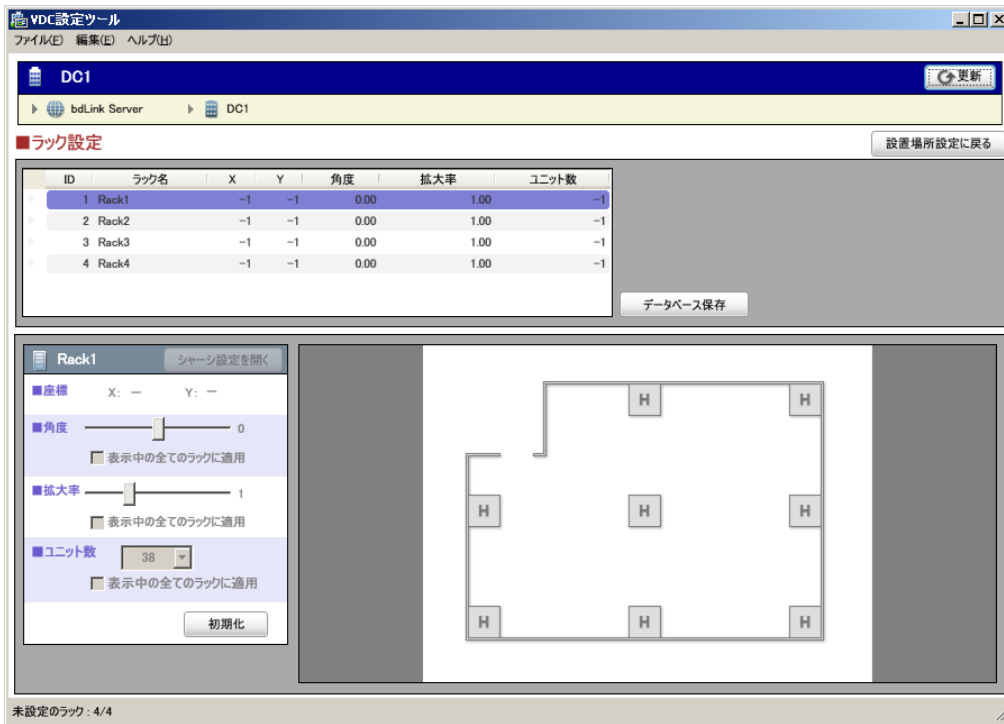 VDC設定ツール
ファイル(F) 編集(E) ヘルプ(H)
DC1 更新
bdLink Server DC1
■ラック設定 設置場所設定に戻る
ID ラック名 X Y 角度 拡大率 ユニット数
1 Rack1 -1 -1 0.00 1.00 -1
2 Rack2 -1 -1 0.00 1.00 -1
3 Rack3 -1 -1 0.00 1.00 -1
4 Rack4 -1 -1 0.00 1.00 -1
データベース保存
Rack1 シャーシ設定を開く
■座標 X: - Y: -
■角度 0
表示中の全てのラックに適用
■拡大率 1
表示中の全てのラックに適用
■ユニット数 38
表示中の全てのラックに適用
初期化
H H
H H H
H H H
未設定のラック : 4/4